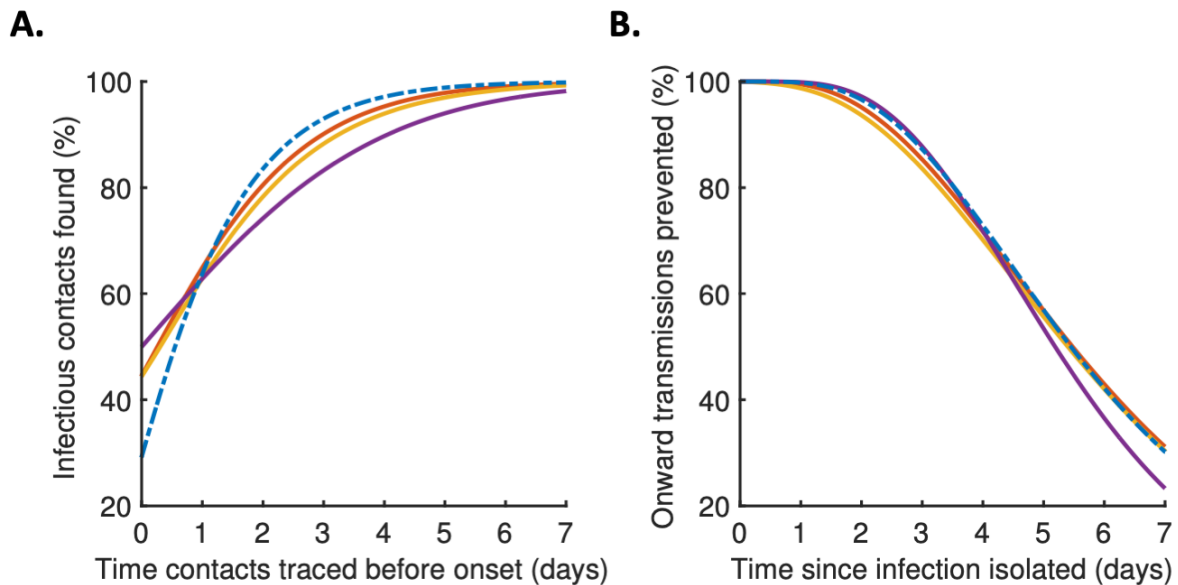 A.
Infectious contacts found (%)
100
80
60
40
20
0 1 2 3 4 5 6 7
Time contacts traced before onset (days)
B.
Onward transmissions prevented (%)
100
80
60
40
20
0 1 2 3 4 5 6 7
Time since infection isolated (days)